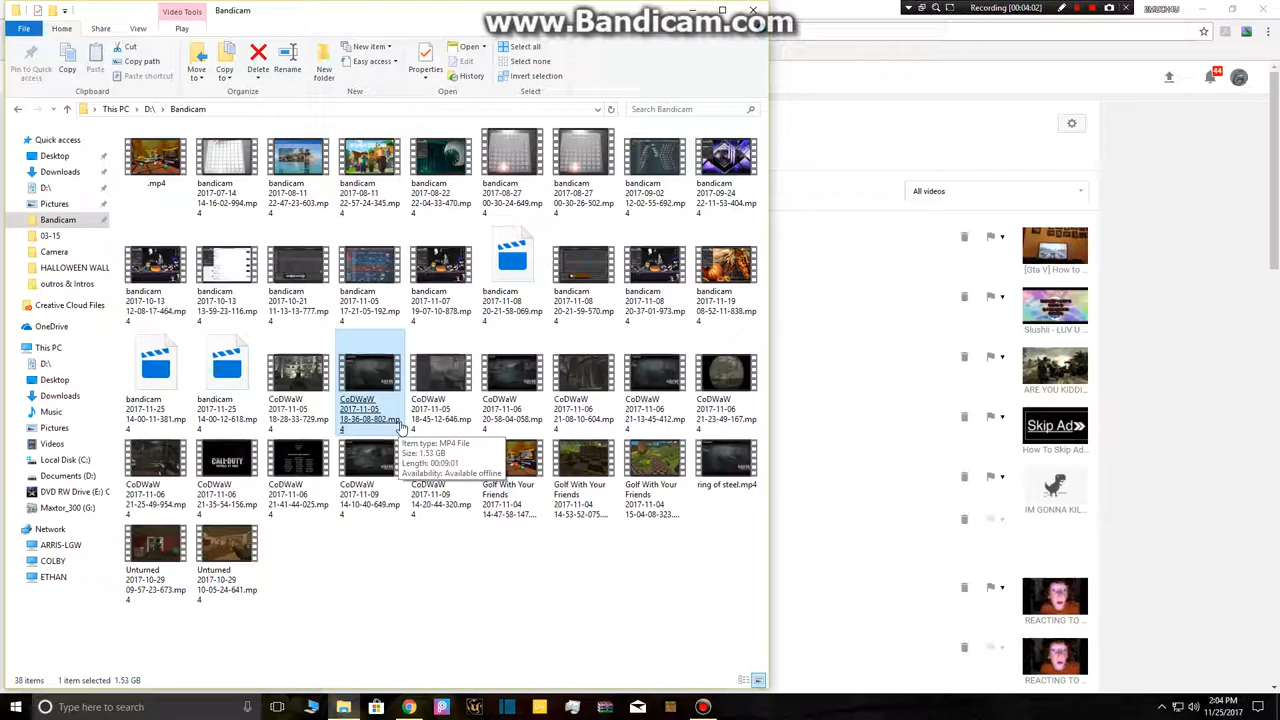 Video Tools
Bandicam
www.Bandicam.com
Recording [00:04:02]
File
Home
Share
View
Play
Pin to Quick access
Copy
Paste
Cut
Copy path
Paste shortcut
Clipboard
Move to
Copy to
Delete
Rename
Organize
New folder
New item
Easy access
New
Properties
Open
Edit
History
Open
Select all
Select none
Invert selection
Select
This PC > D:\ > Bandicam
Search Bandicam
44
All videos
Quick access
Desktop
Downloads
D:\
Pictures
Bandicam
03-15
Camera
HALLOWEEN WALL
outros & Intros
Creative Cloud Files
OneDrive
This PC
D:\
Desktop
Downloads
Music
Pictures
Videos
Local Disk (C:)
Documents (D:)
DVD RW Drive (E:) C
Maxtor_300 (G:)
Network
ARRIS-LGW
COLBY
ETHAN
.mp4
bandicam 2017-07-14 14-16-02-994.mp4
bandicam 2017-08-11 22-47-23-603.mp4
bandicam 2017-08-11 22-57-24-345.mp4
bandicam 2017-08-22 22-04-33-470.mp4
bandicam 2017-08-27 00-30-24-649.mp4
bandicam 2017-08-27 00-30-26-502.mp4
bandicam 2017-09-02 12-02-55-692.mp4
bandicam 2017-09-24 22-11-53-404.mp4
bandicam 2017-10-13 12-08-17-464.mp4
bandicam 2017-10-13 13-59-23-116.mp4
bandicam 2017-10-21 11-13-13-777.mp4
bandicam 2017-11-05
bandicam 2017-11-07 19-07-10-878.mp4
bandicam 2017-11-08 20-21-58-069.mp4
bandicam 2017-11-08 20-21-59-570.mp4
bandicam 2017-11-08 20-37-01-973.mp4
bandicam 2017-11-19 08-52-11-838.mp4
bandicam 2017-11-25 14-00-11-381.mp4
bandicam 2017-11-25 14-00-12-618.mp4
CoDWaW 2017-11-05 18-28-33-729.mp4
CoDWaW 2017-11-05 18-36-08-802.mp4
CoDWaW 2017-11-05 18-45-12-646.mp4
CoDWaW 2017-11-06 20-58-04-058.mp4
CoDWaW 2017-11-06 21-08-10-604.mp4
CoDWaW 2017-11-06 21-13-45-412.mp4
CoDWaW 2017-11-06 21-23-49-167.mp4
Item type: MP4 File
Size: 1.53 GB
Length: 00:09:01
Availability: Available offline
CALL·DUTY
CoDWaW 2017-11-06 21-25-49-954.mp4
CoDWaW 2017-11-06 21-35-54-156.mp4
CoDWaW 2017-11-06 21-41-44-025.mp4
CoDWaW 2017-11-09 14-10-40-649.mp4
CoDWaW 2017-11-09 14-20-44-320.mp4
Golf With Your Friends 2017-11-04 14-47-58-147....
Golf With Your Friends 2017-11-04 14-53-52-075....
Golf With Your Friends 2017-11-04 15-04-08-323....
ring of steel.mp4
Unturned 2017-10-29 09-57-23-673.mp4
Unturned 2017-10-29 10-05-24-641.mp4
[Gta V] How to ...
Slushii - LUV U ...
ARE YOU KIDDI...
Skip Ad
How To Skip Ad...
IM GONNA KIL...
REACTING TO ...
REACTING TO ...
38 items
1 item selected 1.53 GB
Type here to search
2:04 PM
11/25/2017